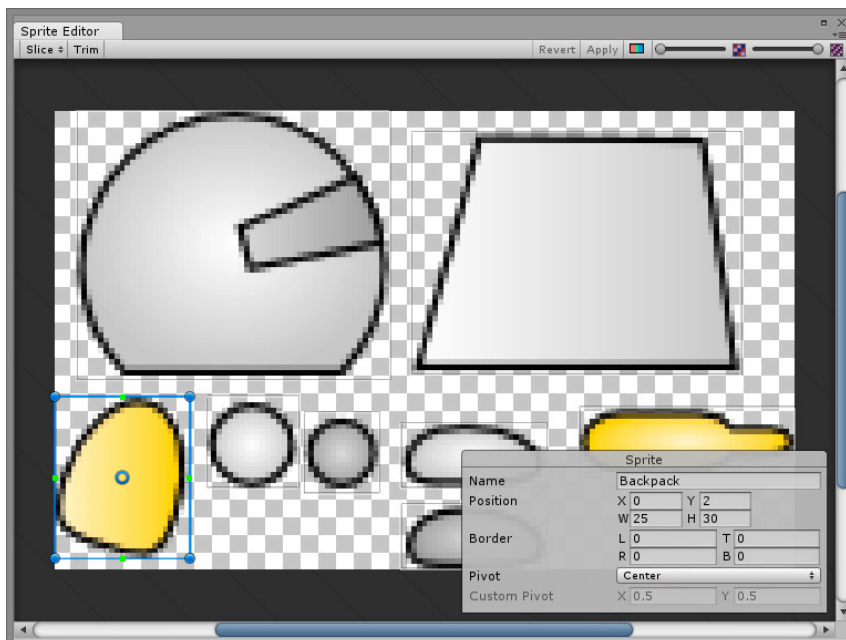 Sprite Editor
Slice Trim Revert Apply
Sprite
Name Backpack
Position X 0 Y 2
W 25 H 30
Border L 0 T 0
R 0 B 0
Pivot Center
Custom Pivot X 0.5 Y 0.5